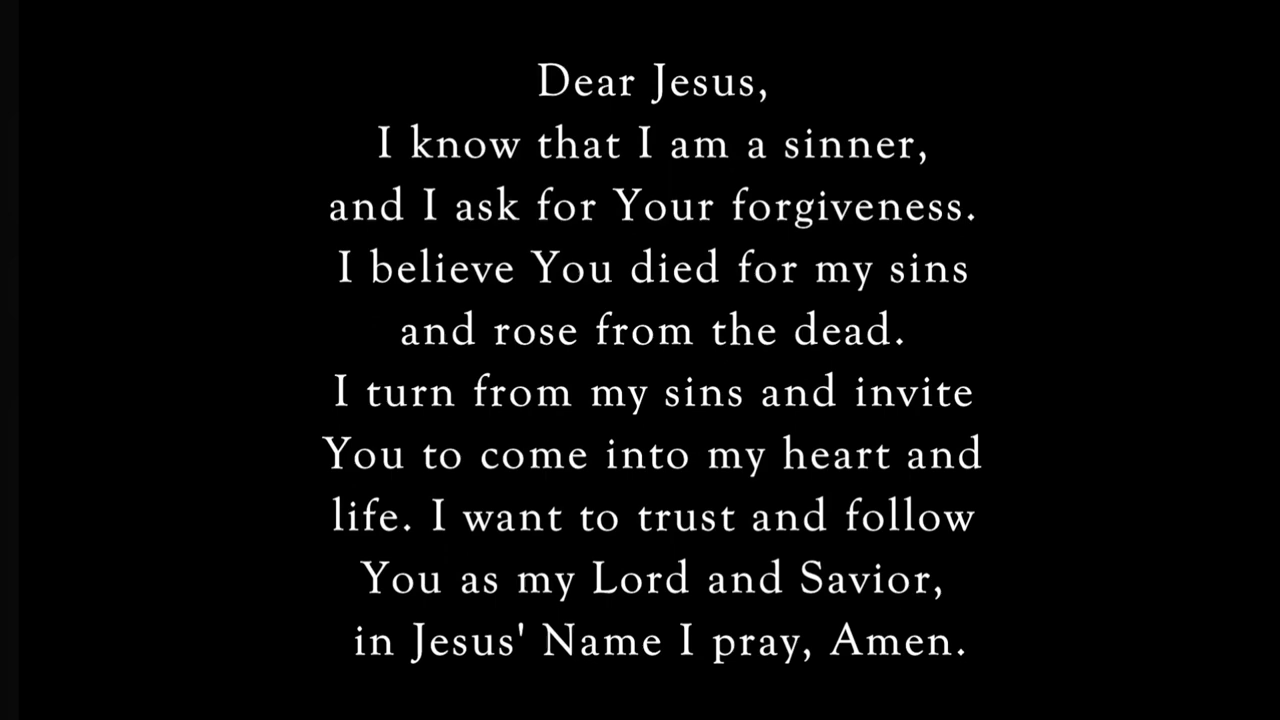 Dear Jesus,
I know that I am a sinner,
and I ask for Your forgiveness.
I believe You died for my sins
and rose from the dead.
I turn from my sins and invite
You to come into my heart and
life. I want to trust and follow
You as my Lord and Savior,
in Jesus' Name I pray, Amen.